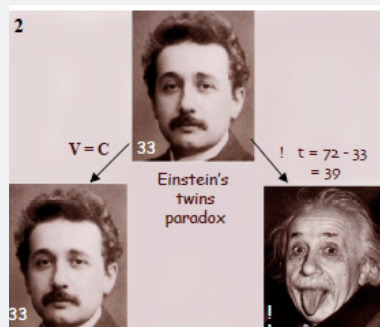 2
V = C
33
! t = 72 - 33
= 39
Einstein's
twins
paradox
33
!